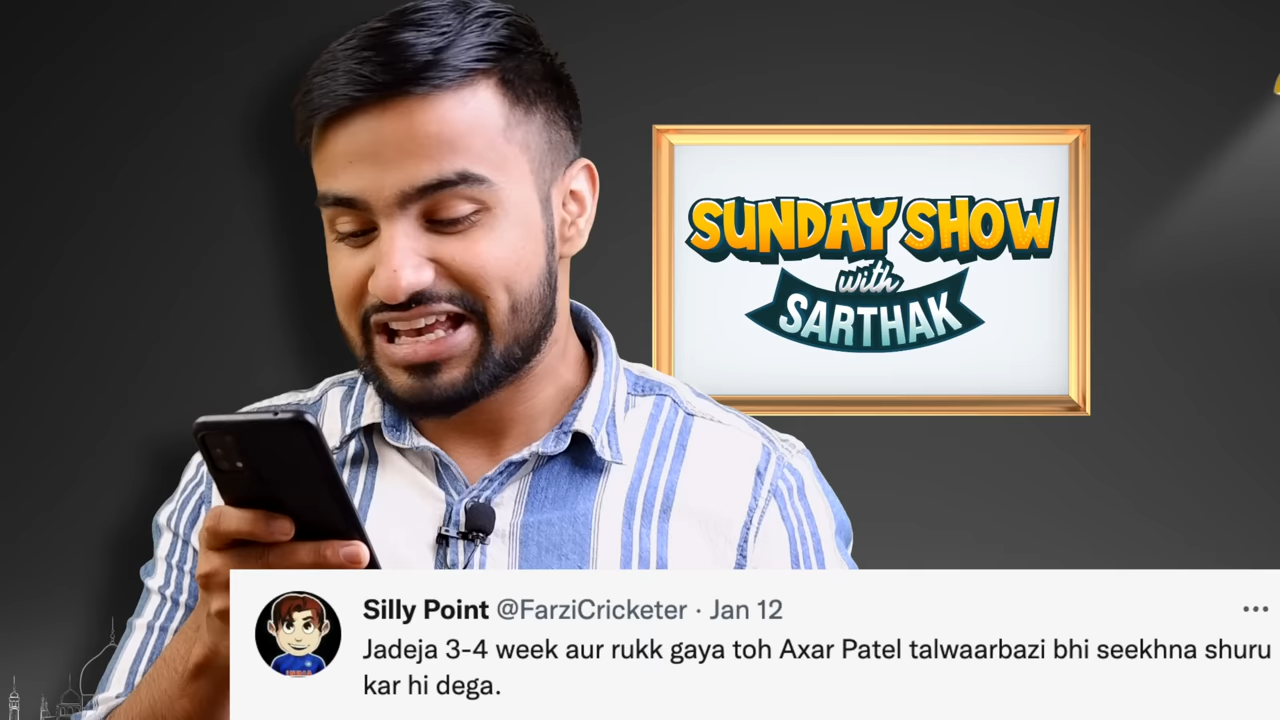 SUNDAY SHOW
with
SARTHAK
Silly Point @FarziCricketer · Jan 12
Jadeja 3-4 week aur rukk gaya toh Axar Patel talwaarbazi bhi seekhna shuru
kar hi dega.